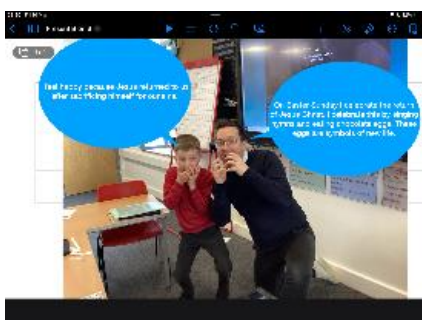 Presentation
I feel happy because Jesus returned to us
after sacrificing himself for our sins.
On Easter Sunday I celebrate the return
of Jesus Christ. I celebrate this by singing
hymns and eating chocolate eggs. These
eggs are symbols of new life.